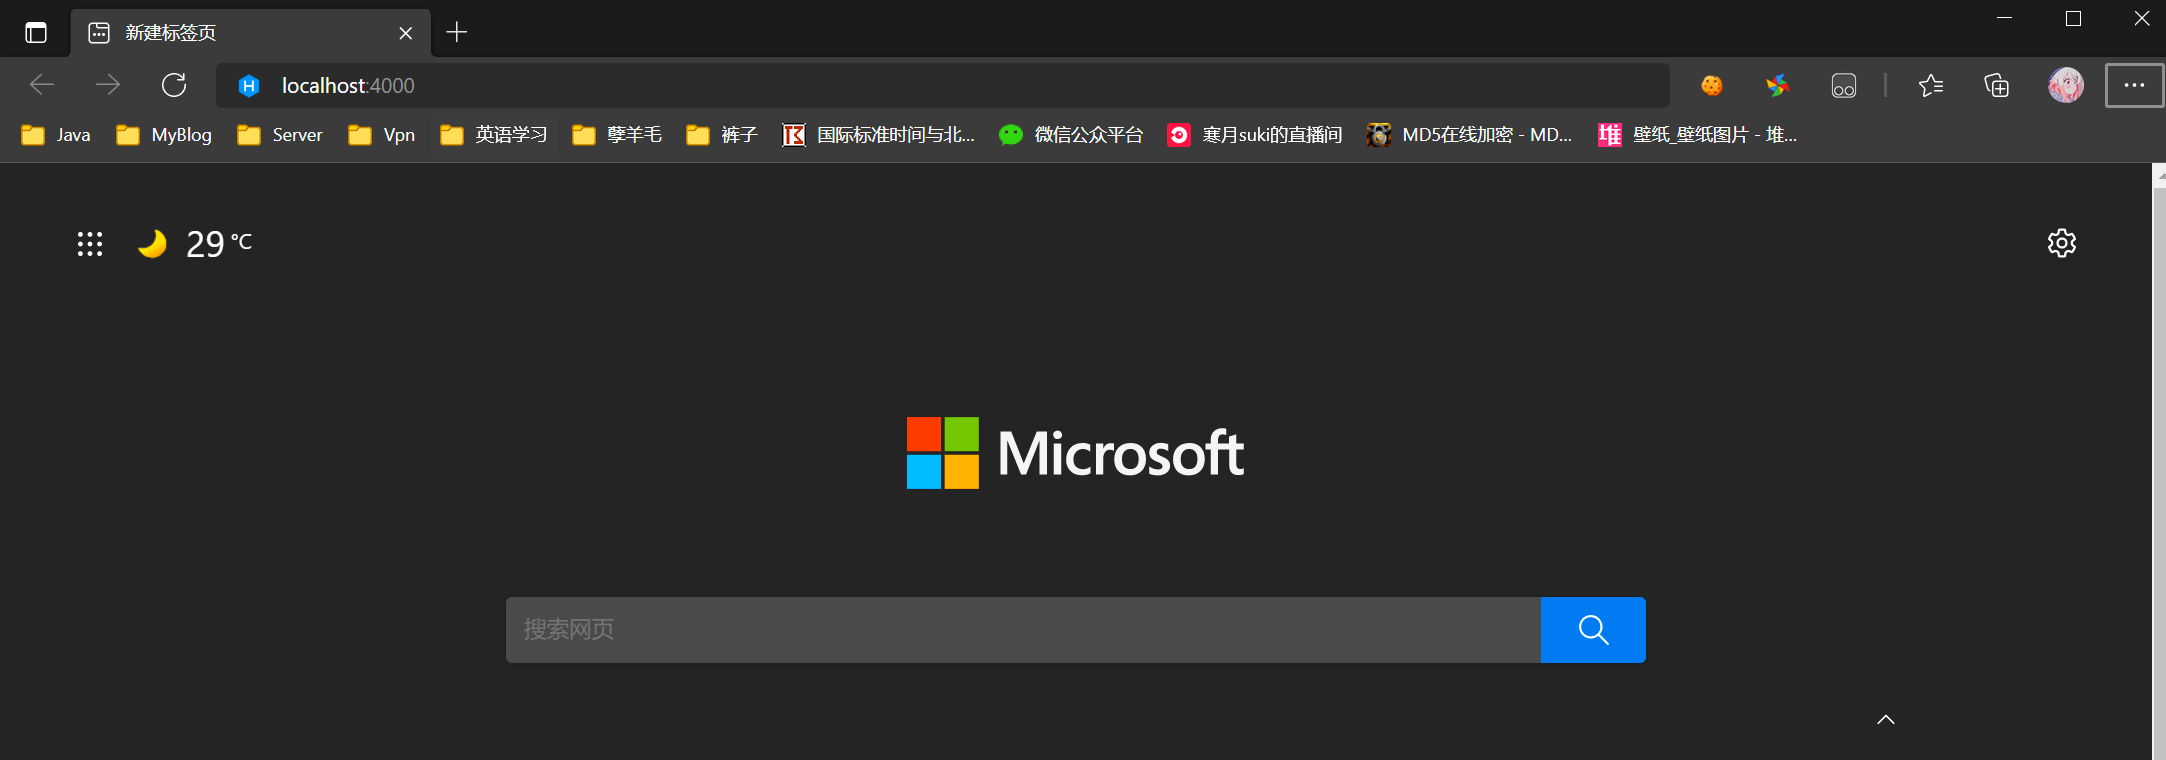 新建标签页
localhost:4000
Java MyBlog Server Vpn 英语学习 孽羊毛 裤子 国际标准时间与北... 微信公众平台 寒月suki的直播间 MD5在线加密 - MD... 堆 壁纸_壁纸图片 - 堆...
29 °C
Microsoft
搜索网页